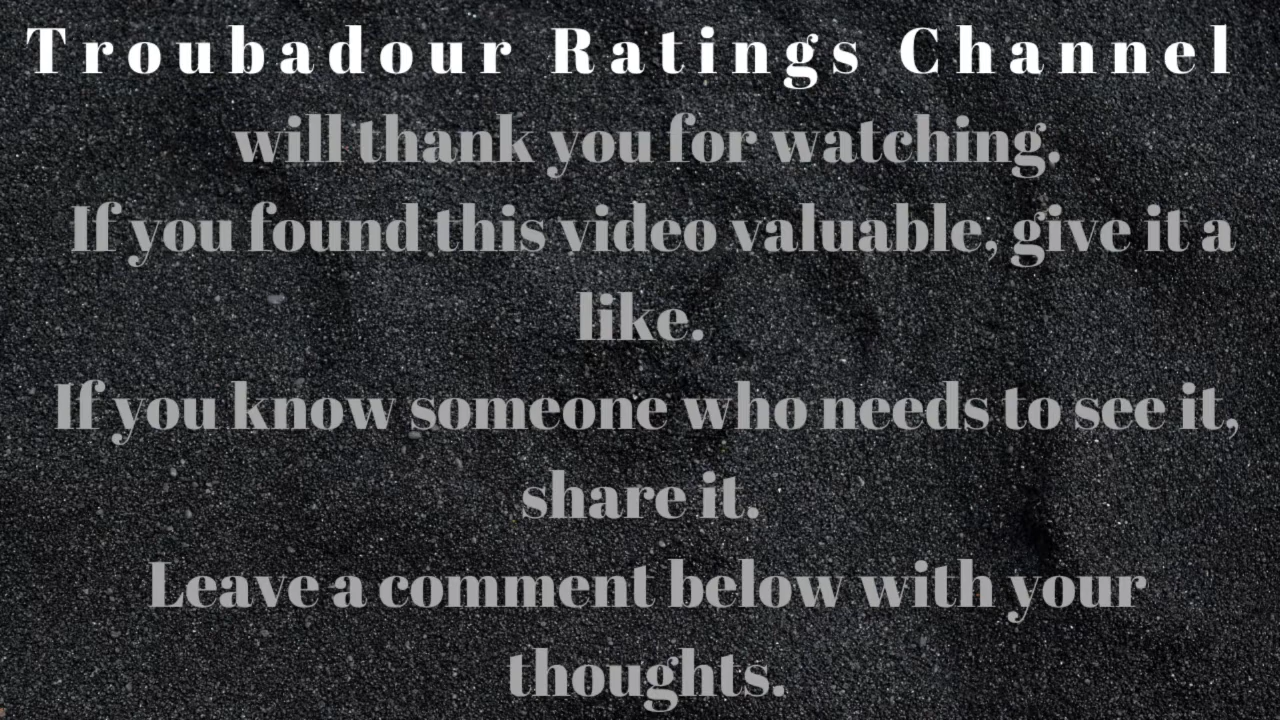 Troubadour Ratings Channel
will thank you for watching.
If you found this video valuable, give it a
like.
If you know someone who needs to see it,
share it.
Leave a comment below with your
thoughts.